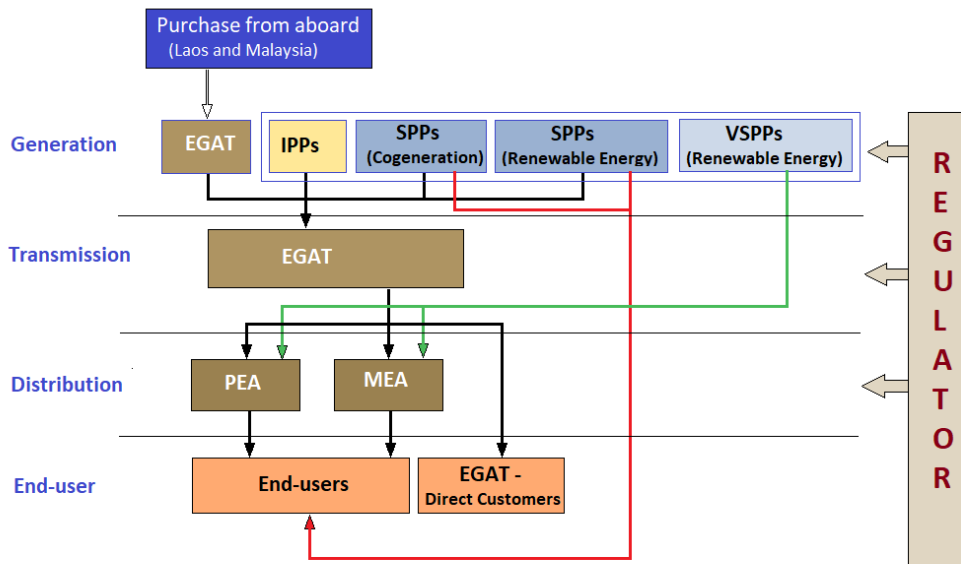 Purchase from aboard
(Laos and Malaysia)
Generation
EGAT
IPPs
SPPs
(Cogeneration)
SPPs
(Renewable Energy)
VSPPs
(Renewable Energy)
Transmission
EGAT
Distribution
PEA
MEA
End-user
End-users
EGAT -
Direct Customers
REGULATOR